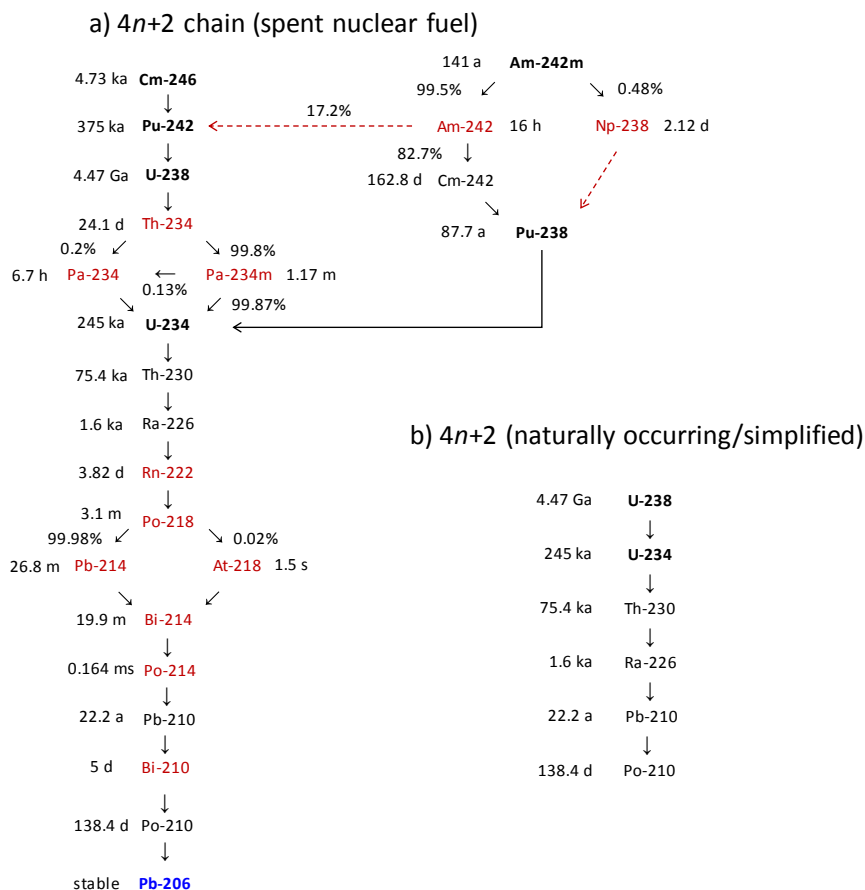 a) 4n+2 chain (spent nuclear fuel)
141 a Am-242m
4.73 ka Cm-246
99.5% 0.48%
17.2%
375 ka Pu-242 Am-242 16 h Np-238 2.12 d
82.7%
4.47 Ga U-238 162.8 d Cm-242
24.1 d Th-234 87.7 a Pu-238
0.2% 99.8%
6.7 h Pa-234 Pa-234m 1.17 m
0.13%
99.87%
245 ka U-234
75.4 ka Th-230
1.6 ka Ra-226
b) 4n+2 (naturally occurring/simplified)
3.82 d Rn-222
4.47 Ga U-238
3.1 m Po-218
99.98% 0.02%
245 ka U-234
26.8 m Pb-214 At-218 1.5 s
75.4 ka Th-230
19.9 m Bi-214
1.6 ka Ra-226
0.164 ms Po-214
22.2 a Pb-210
22.2 a Pb-210
5 d Bi-210
138.4 d Po-210
138.4 d Po-210
stable Pb-206